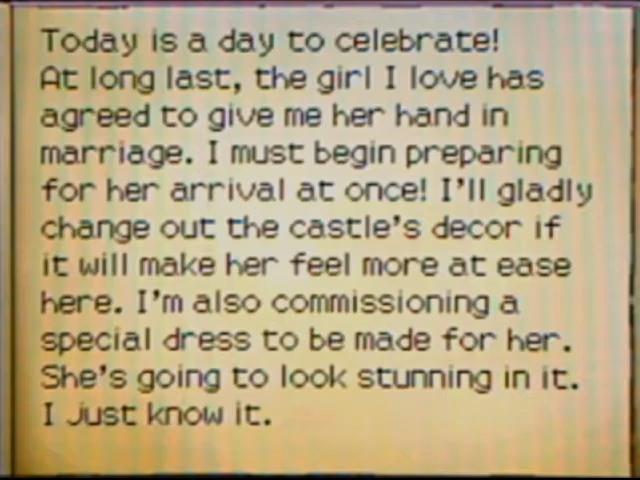 Today is a day to celebrate!
At long last, the girl I love has
agreed to give me her hand in
marriage. I must begin preparing
for her arrival at once! I'll gladly
change out the castle's decor if
it will make her feel more at ease
here. I'm also commissioning a
special dress to be made for her.
She's going to look stunning in it.
I just know it.